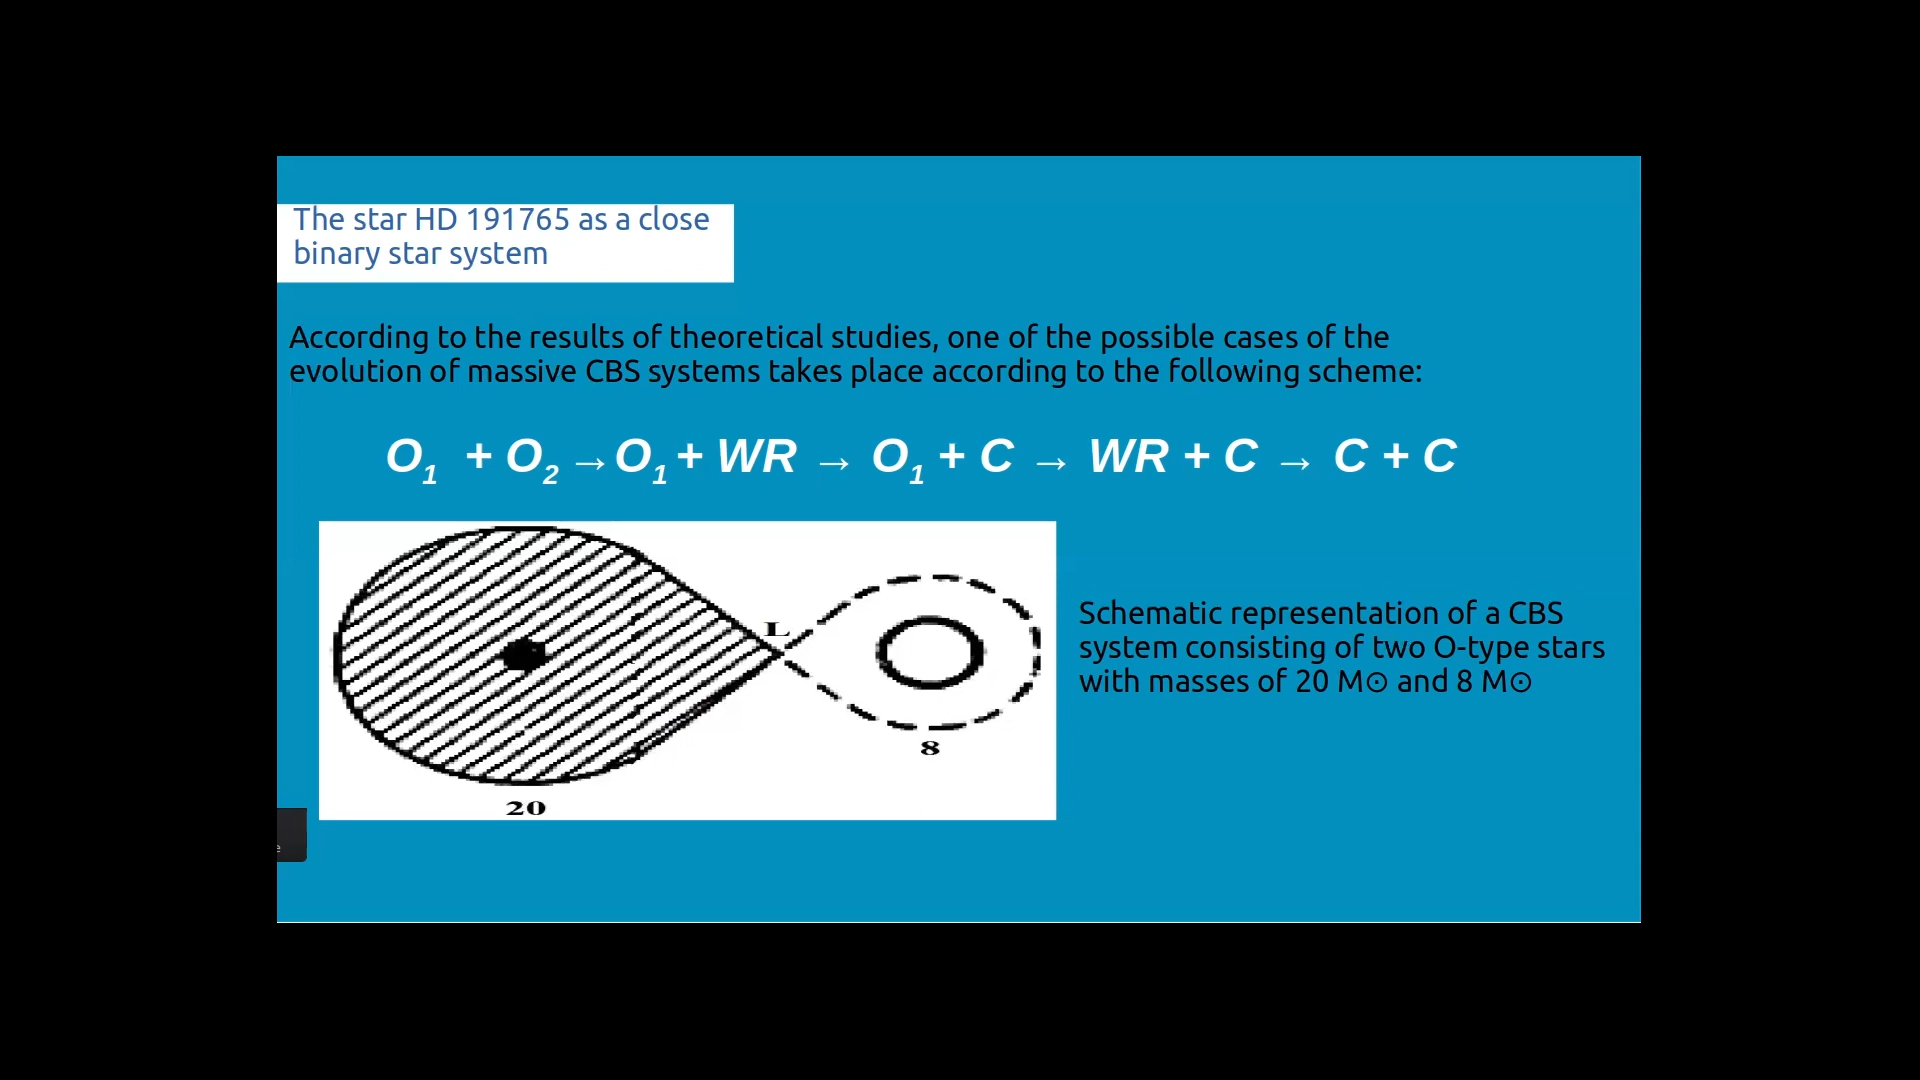 The star HD 191765 as a close
binary star system
According to the results of theoretical studies, one of the possible cases of the
evolution of massive CBS systems takes place according to the following scheme:
O₁ + O₂ → O₁ + WR → O₁ + C → WR + C → C + C
L
8
20
Schematic representation of a CBS
system consisting of two O-type stars
with masses of 20 M⊙ and 8 M⊙
e